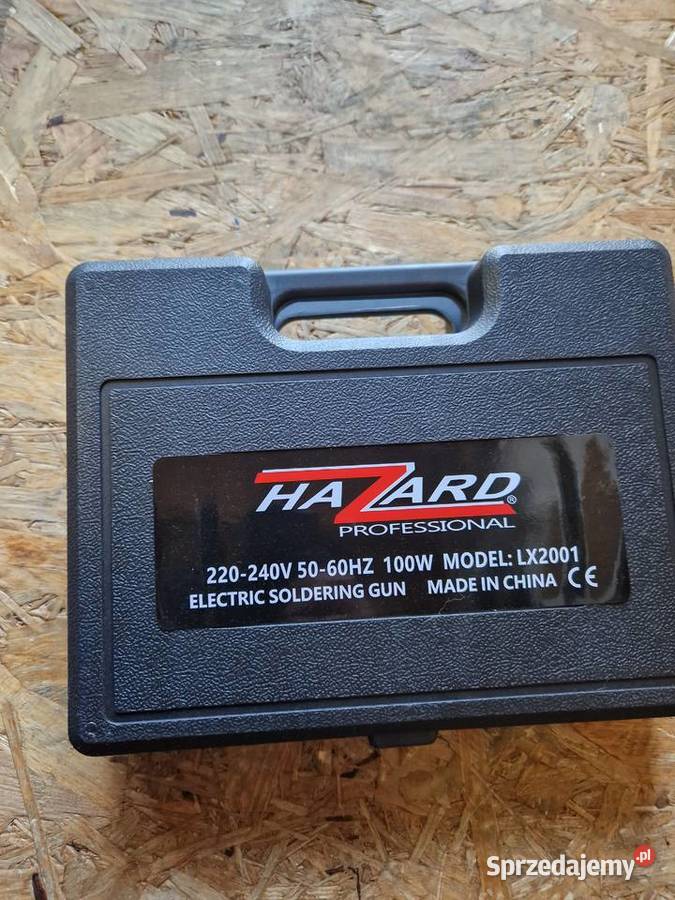 HAZARD®
PROFESSIONAL
220-240V 50-60HZ 100W MODEL: LX2001
ELECTRIC SOLDERING GUN MADE IN CHINA CE
Sprzedajemy.pl